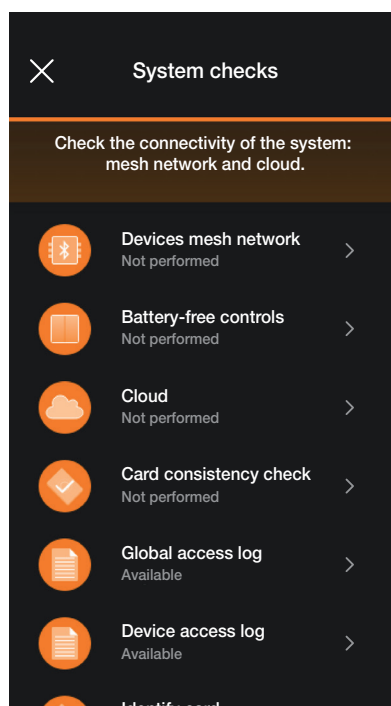 System checks
Check the connectivity of the system:
mesh network and cloud.
Devices mesh network
Not performed
Battery-free controls
Not performed
Cloud
Not performed
Card consistency check
Not performed
Global access log
Available
Device access log
Available
Identify card